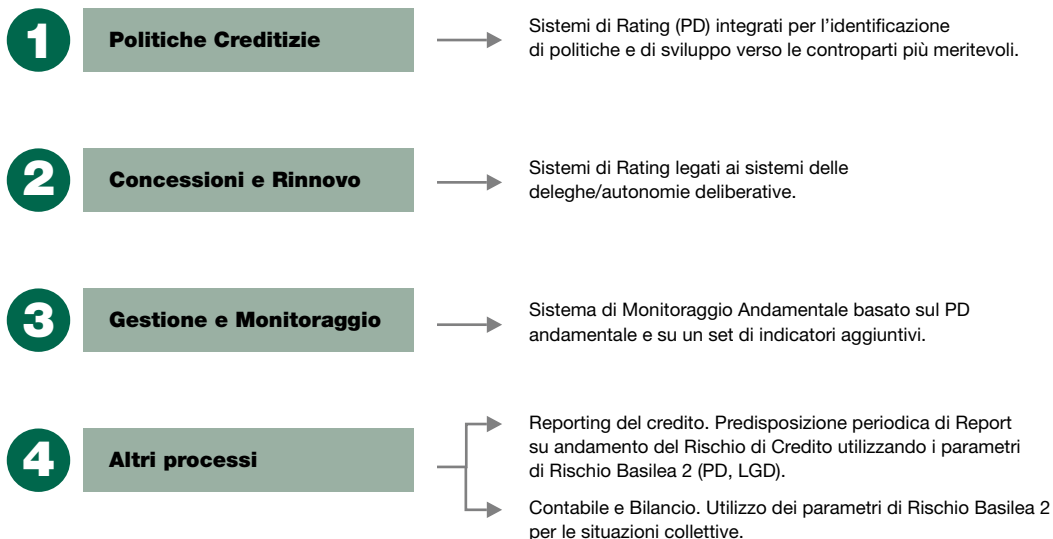 1
Politiche Creditizie
Sistemi di Rating (PD) integrati per l’identificazione
di politiche e di sviluppo verso le controparti più meritevoli.
2
Concessioni e Rinnovo
Sistemi di Rating legati ai sistemi delle
deleghe/autonomie deliberative.
3
Gestione e Monitoraggio
Sistema di Monitoraggio Andamentale basato sul PD
andamentale e su un set di indicatori aggiuntivi.
4
Altri processi
Reporting del credito. Predisposizione periodica di Report
su andamento del Rischio di Credito utilizzando i parametri
di Rischio Basilea 2 (PD, LGD).
Contabile e Bilancio. Utilizzo dei parametri di Rischio Basilea 2
per le situazioni collettive.